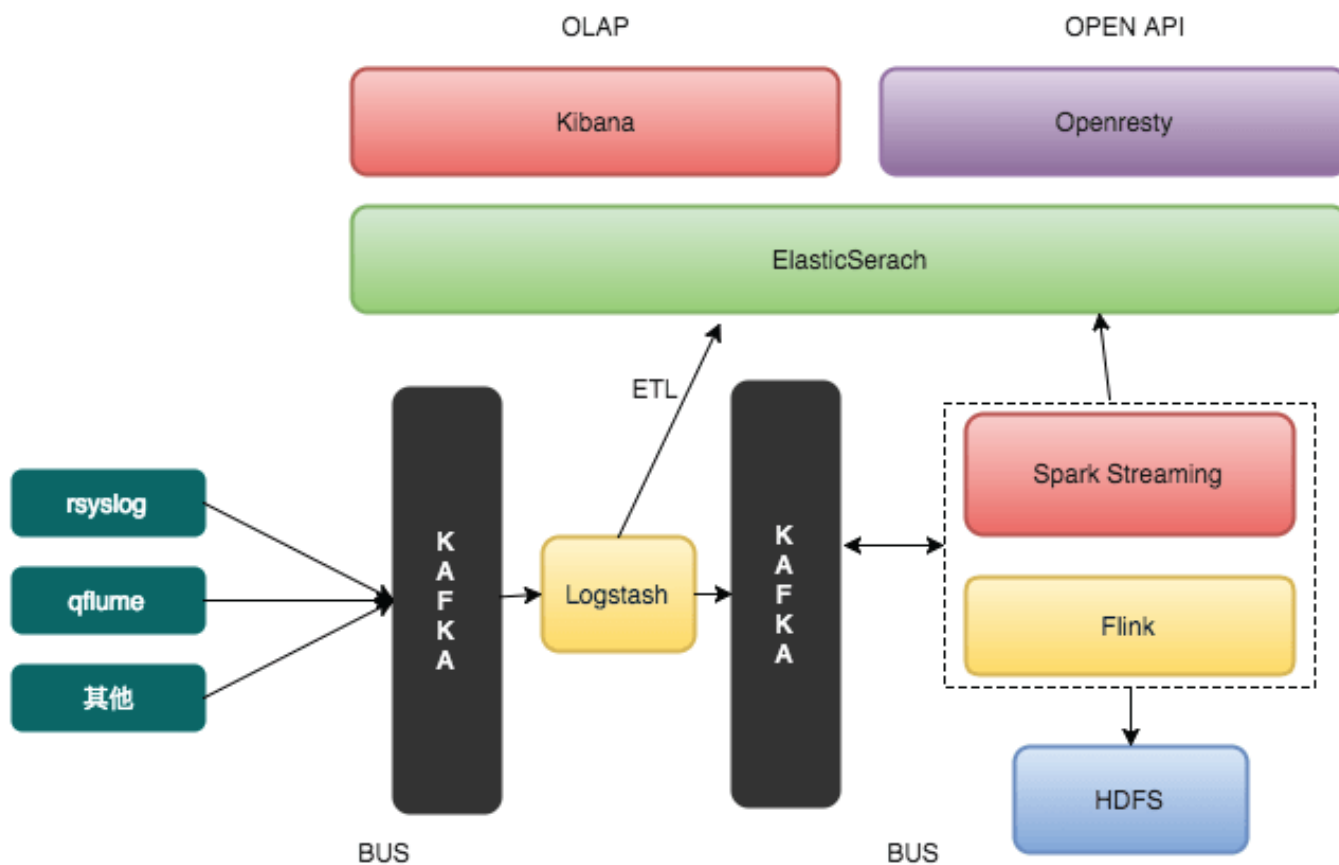 OLAP
OPEN API
Kibana
Openresty
ElasticSerach
ETL
rsyslog
qflume
其他
K
A
F
K
A
Logstash
K
A
F
K
A
Spark Streaming
Flink
HDFS
BUS
BUS